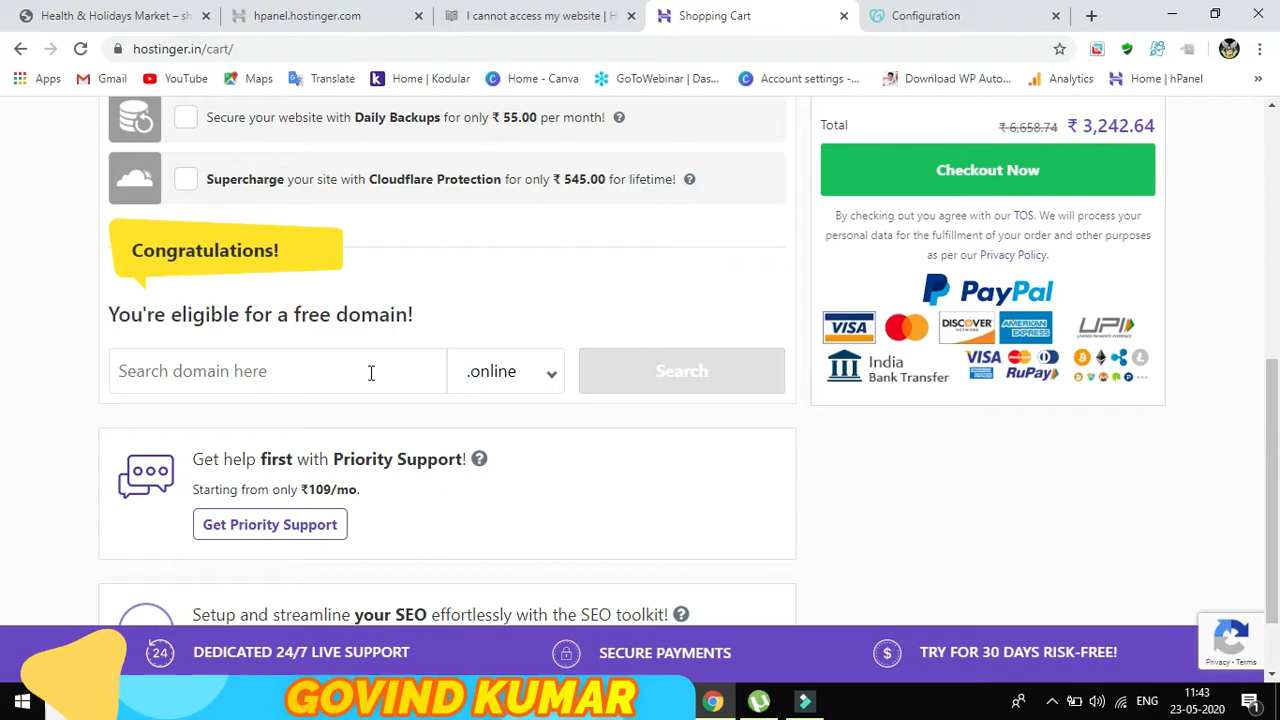 Health & Holidays Market – sh
hpanel.hostinger.com
I cannot access my website | H
Shopping Cart
Configuration
hostinger.in/cart/
Apps
Gmail
YouTube
Maps
Translate
Home | Kodular
Home - Canva
GoToWebinar | Das...
Account settings -...
Download WP Auto...
Analytics
Home | hPanel
Secure your website with Daily Backups for only ₹ 55.00 per month!
Supercharge your site with Cloudflare Protection for only ₹ 545.00 for lifetime!
Congratulations!
You're eligible for a free domain!
Search domain here
.online
Search
Get help first with Priority Support!
Starting from only ₹109/mo.
Get Priority Support
Setup and streamline your SEO effortlessly with the SEO toolkit!
Total ₹ 6,658.74 ₹ 3,242.64
Checkout Now
By checking out you agree with our TOS. We will process your
personal data for the fulfillment of your order and other purposes
as per our Privacy Policy.
PayPal
VISA
DISCOVER
NETWORK
AMERICAN
EXPRESS
UPI
India
Bank Transfer
VISA
RuPay
24 DEDICATED 24/7 LIVE SUPPORT
SECURE PAYMENTS
$ TRY FOR 30 DAYS RISK-FREE!
Privacy - Terms
GOVIND KUMAR
ENG
11:43
23-05-2020